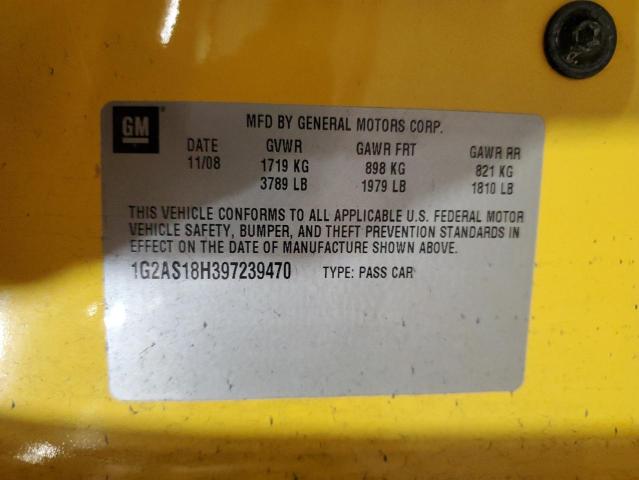 GM ®
MFD BY GENERAL MOTORS CORP.
DATE GVWR GAWR FRT GAWR RR
11/08 1719 KG 898 KG 821 KG
3789 LB 1979 LB 1810 LB
THIS VEHICLE CONFORMS TO ALL APPLICABLE U.S. FEDERAL MOTOR
VEHICLE SAFETY, BUMPER, AND THEFT PREVENTION STANDARDS IN
EFFECT ON THE DATE OF MANUFACTURE SHOWN ABOVE.
1G2AS18H397239470 TYPE: PASS CAR